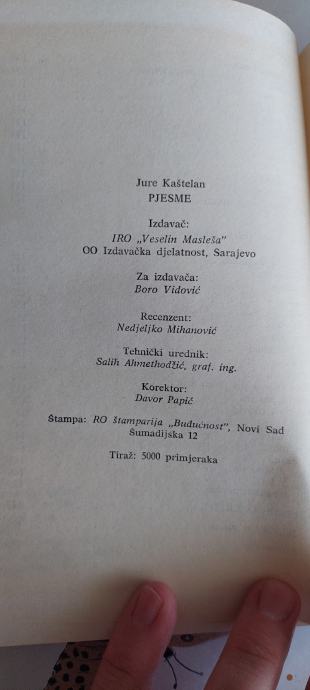 Jure Kaštelan
PJESME
Izdavač:
IRO „Veselin Masleša"
OO Izdavačka djelatnost, Sarajevo
Za izdavača:
Boro Vidović
Recenzent:
Nedjeljko Mihanović
Tehnički urednik:
Salih Ahmethodžić, graf. ing.
Korektor:
Davor Papić
Štampa: RO štamparija „Budućnost", Novi Sad
Šumadijska 12
Tiraž: 5000 primjeraka